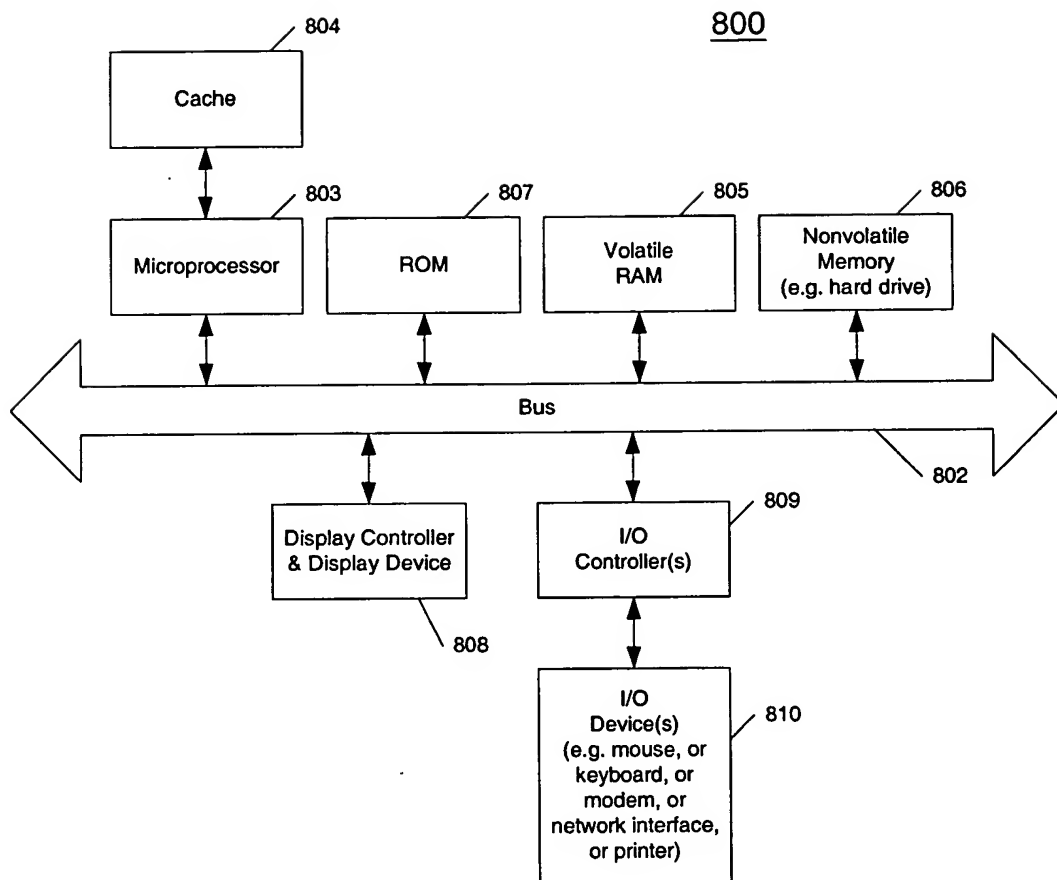 800
804
Cache
803
Microprocessor
807
ROM
805
Volatile
RAM
806
Nonvolatile
Memory
(e.g. hard drive)
Bus
802
Display Controller
& Display Device
808
809
I/O
Controller(s)
810
I/O
Device(s)
(e.g. mouse, or
keyboard, or
modem, or
network interface,
or printer)